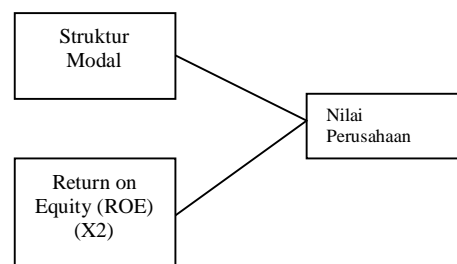 Struktur
Modal
Nilai
Perusahaan
Return on
Equity (ROE)
(X2)